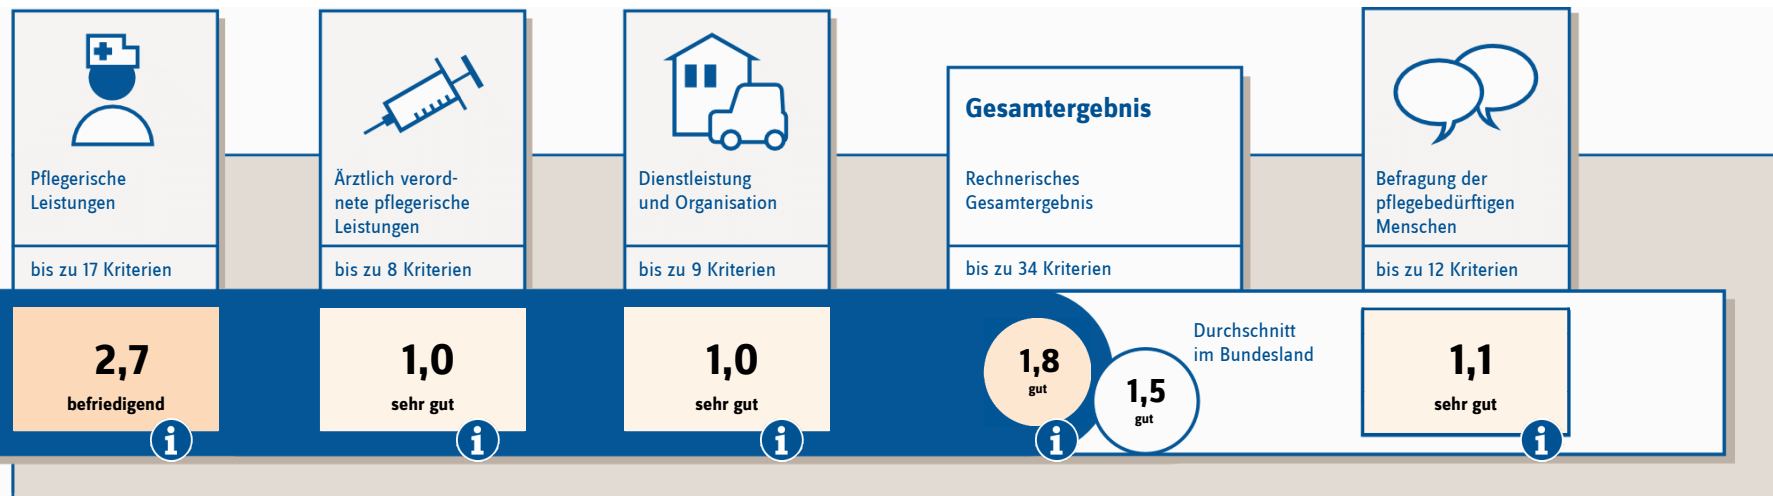 Pflegerische
Leistungen
bis zu 17 Kriterien
2,7
befriedigend
i
Ärztlich verord-
nete pflegerische
Leistungen
bis zu 8 Kriterien
1,0
sehr gut
i
Dienstleistung
und Organisation
bis zu 9 Kriterien
1,0
sehr gut
i
Gesamtergebnis
Rechnerisches
Gesamtergebnis
bis zu 34 Kriterien
1,8
gut
i
1,5
gut
Durchschnitt
im Bundesland
Befragung der
pflegebedürftigen
Menschen
bis zu 12 Kriterien
1,1
sehr gut
i